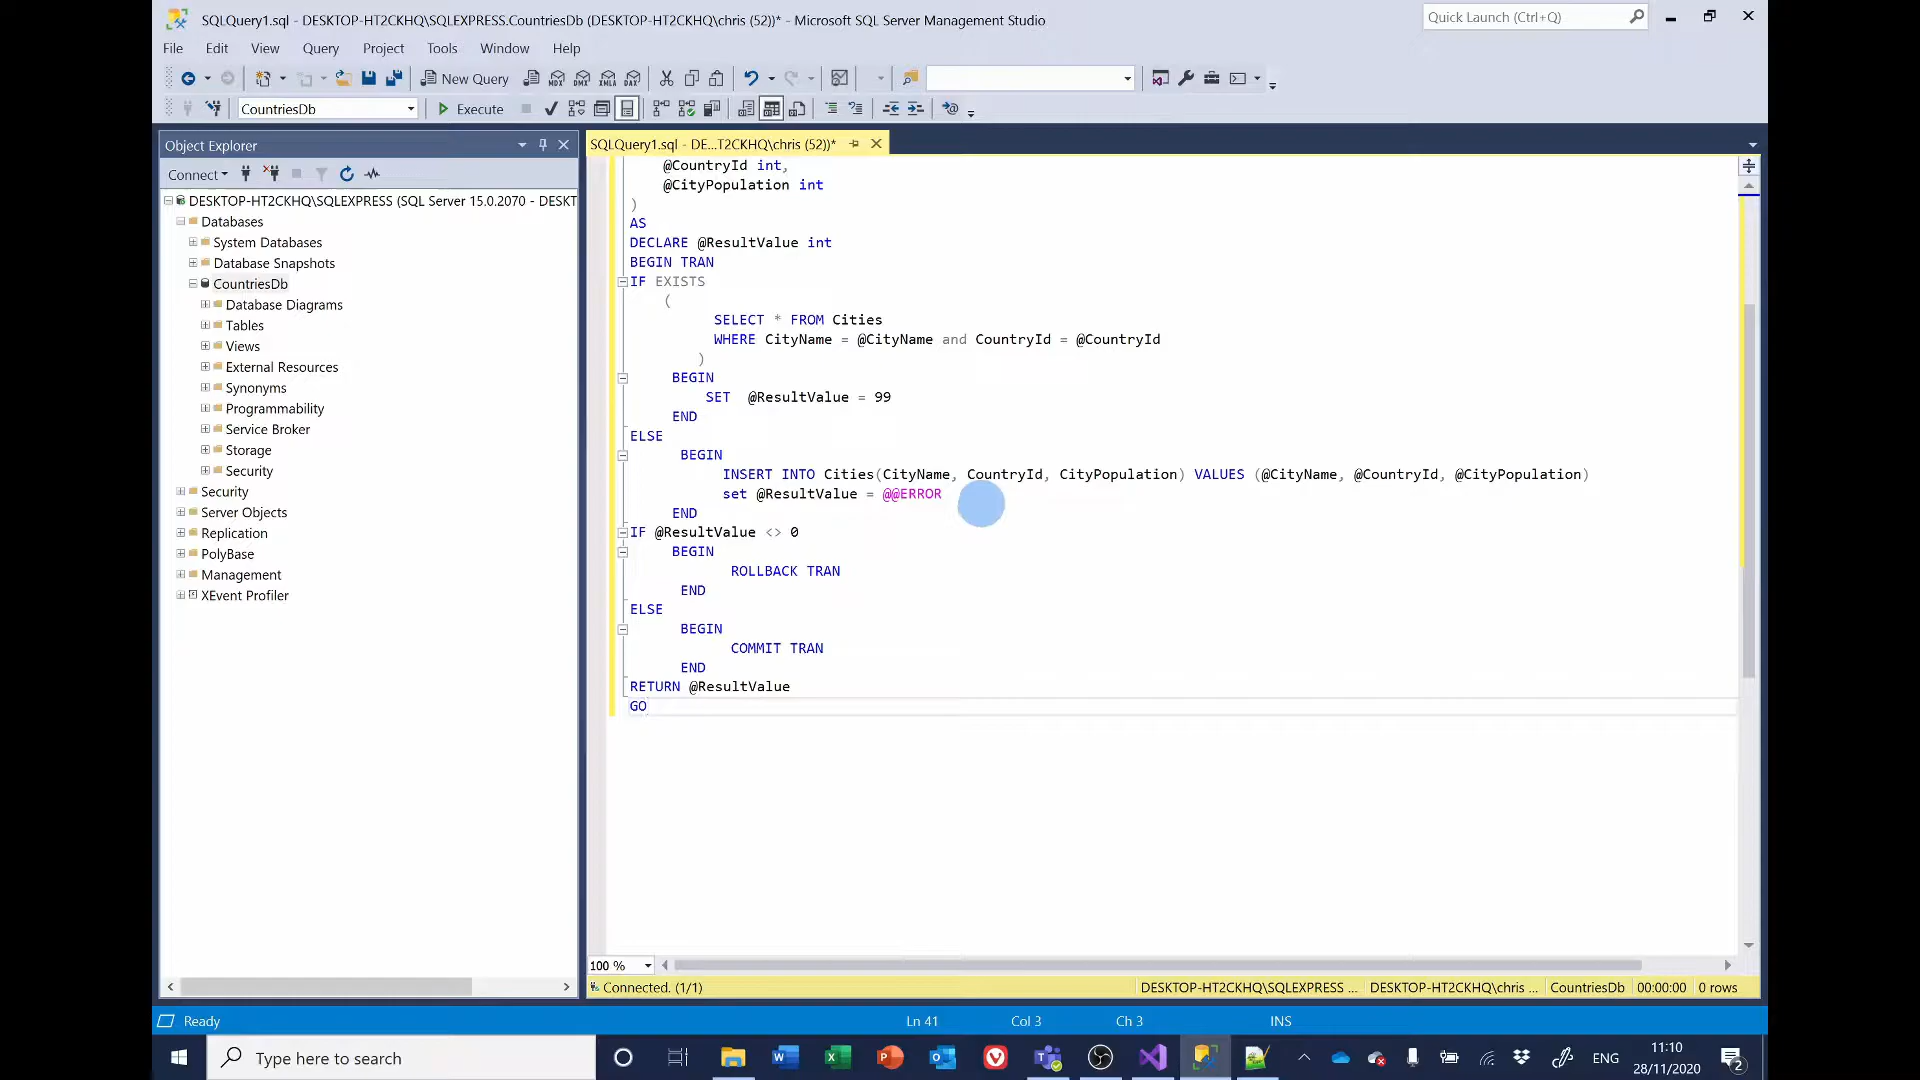 SQLQuery1.sql - DESKTOP-HT2CKHQ\SQLEXPRESS.CountriesDb (DESKTOP-HT2CKHQ\chris (52))* - Microsoft SQL Server Management Studio
Quick Launch (Ctrl+Q)
File Edit View Query Project Tools Window Help
New Query
MDX DMX XMLA DAX
CountriesDb
Execute
Object Explorer
Connect
DESKTOP-HT2CKHQ\SQLEXPRESS (SQL Server 15.0.2070 - DESKT
Databases
System Databases
Database Snapshots
CountriesDb
Database Diagrams
Tables
Views
External Resources
Synonyms
Programmability
Service Broker
Storage
Security
Security
Server Objects
Replication
PolyBase
Management
XEvent Profiler
SQLQuery1.sql - DE...T2CKHQ\chris (52))*
@CountryId int,
@CityPopulation int
)
AS
DECLARE @ResultValue int
BEGIN TRAN
IF EXISTS
(
SELECT * FROM Cities
WHERE CityName = @CityName and CountryId = @CountryId
)
BEGIN
SET @ResultValue = 99
END
ELSE
BEGIN
INSERT INTO Cities(CityName, CountryId, CityPopulation) VALUES (@CityName, @CountryId, @CityPopulation)
set @ResultValue = @@ERROR
END
IF @ResultValue <> 0
BEGIN
ROLLBACK TRAN
END
ELSE
BEGIN
COMMIT TRAN
END
RETURN @ResultValue
GO
100 %
Connected. (1/1)
DESKTOP-HT2CKHQ\SQLEXPRESS ... DESKTOP-HT2CKHQ\chris ... CountriesDb 00:00:00 0 rows
Ready
Ln 41 Col 3 Ch 3 INS
Type here to search
ENG
11:10
28/11/2020
2